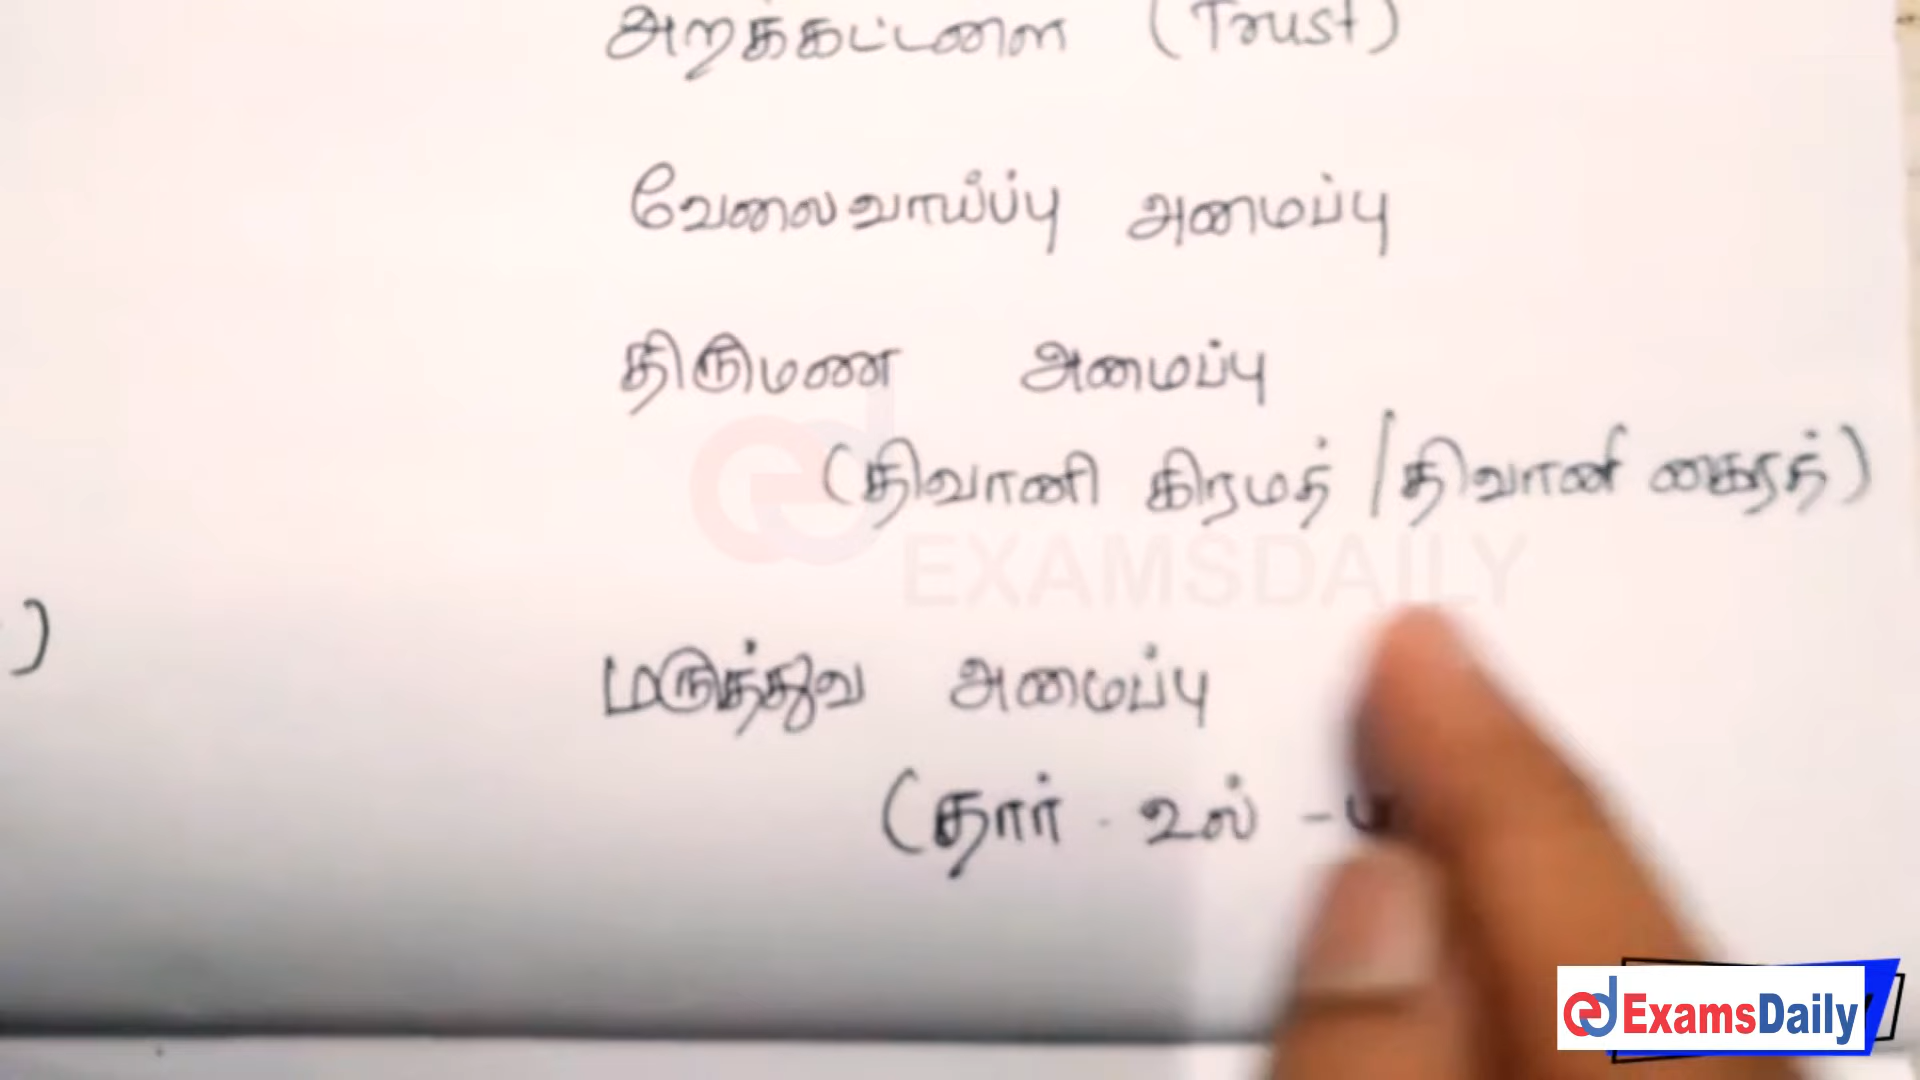 அறக்கட்டளை (Trust)
வேலைவாய்ப்பு அமைப்பு
திருமண அமைப்பு
(திவானி கிரமத் / திவானி கைரத்)
EXAMSDAILY
)
மருத்துவ அமைப்பு
(தார் - உல் -
ExamsDaily